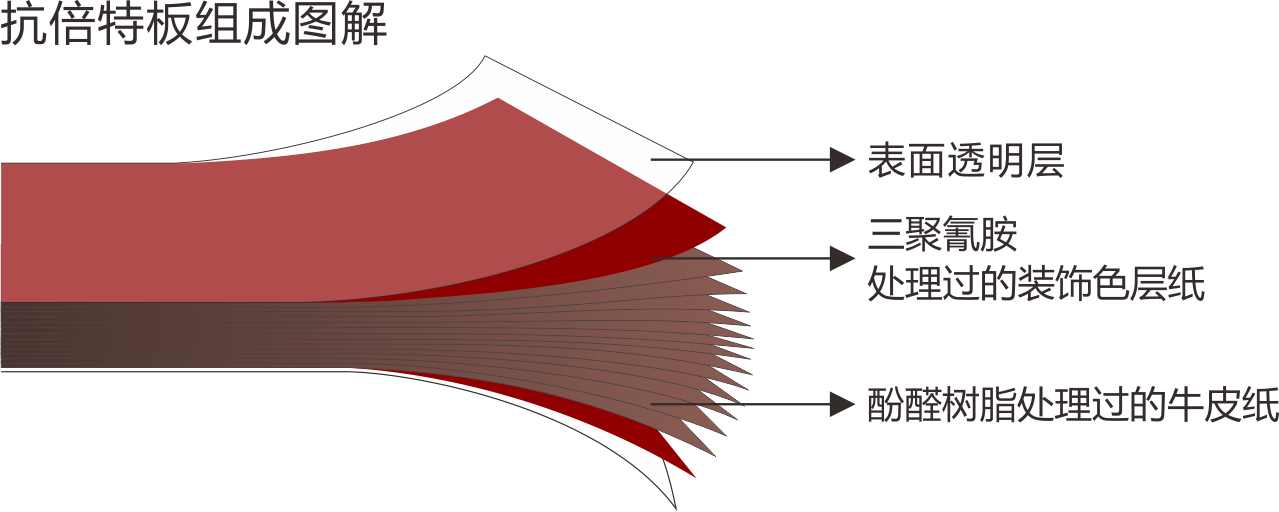 抗倍特板组成图解
表面透明层
三聚氰胺
处理过的装饰色层纸
酚醛树脂处理过的牛皮纸